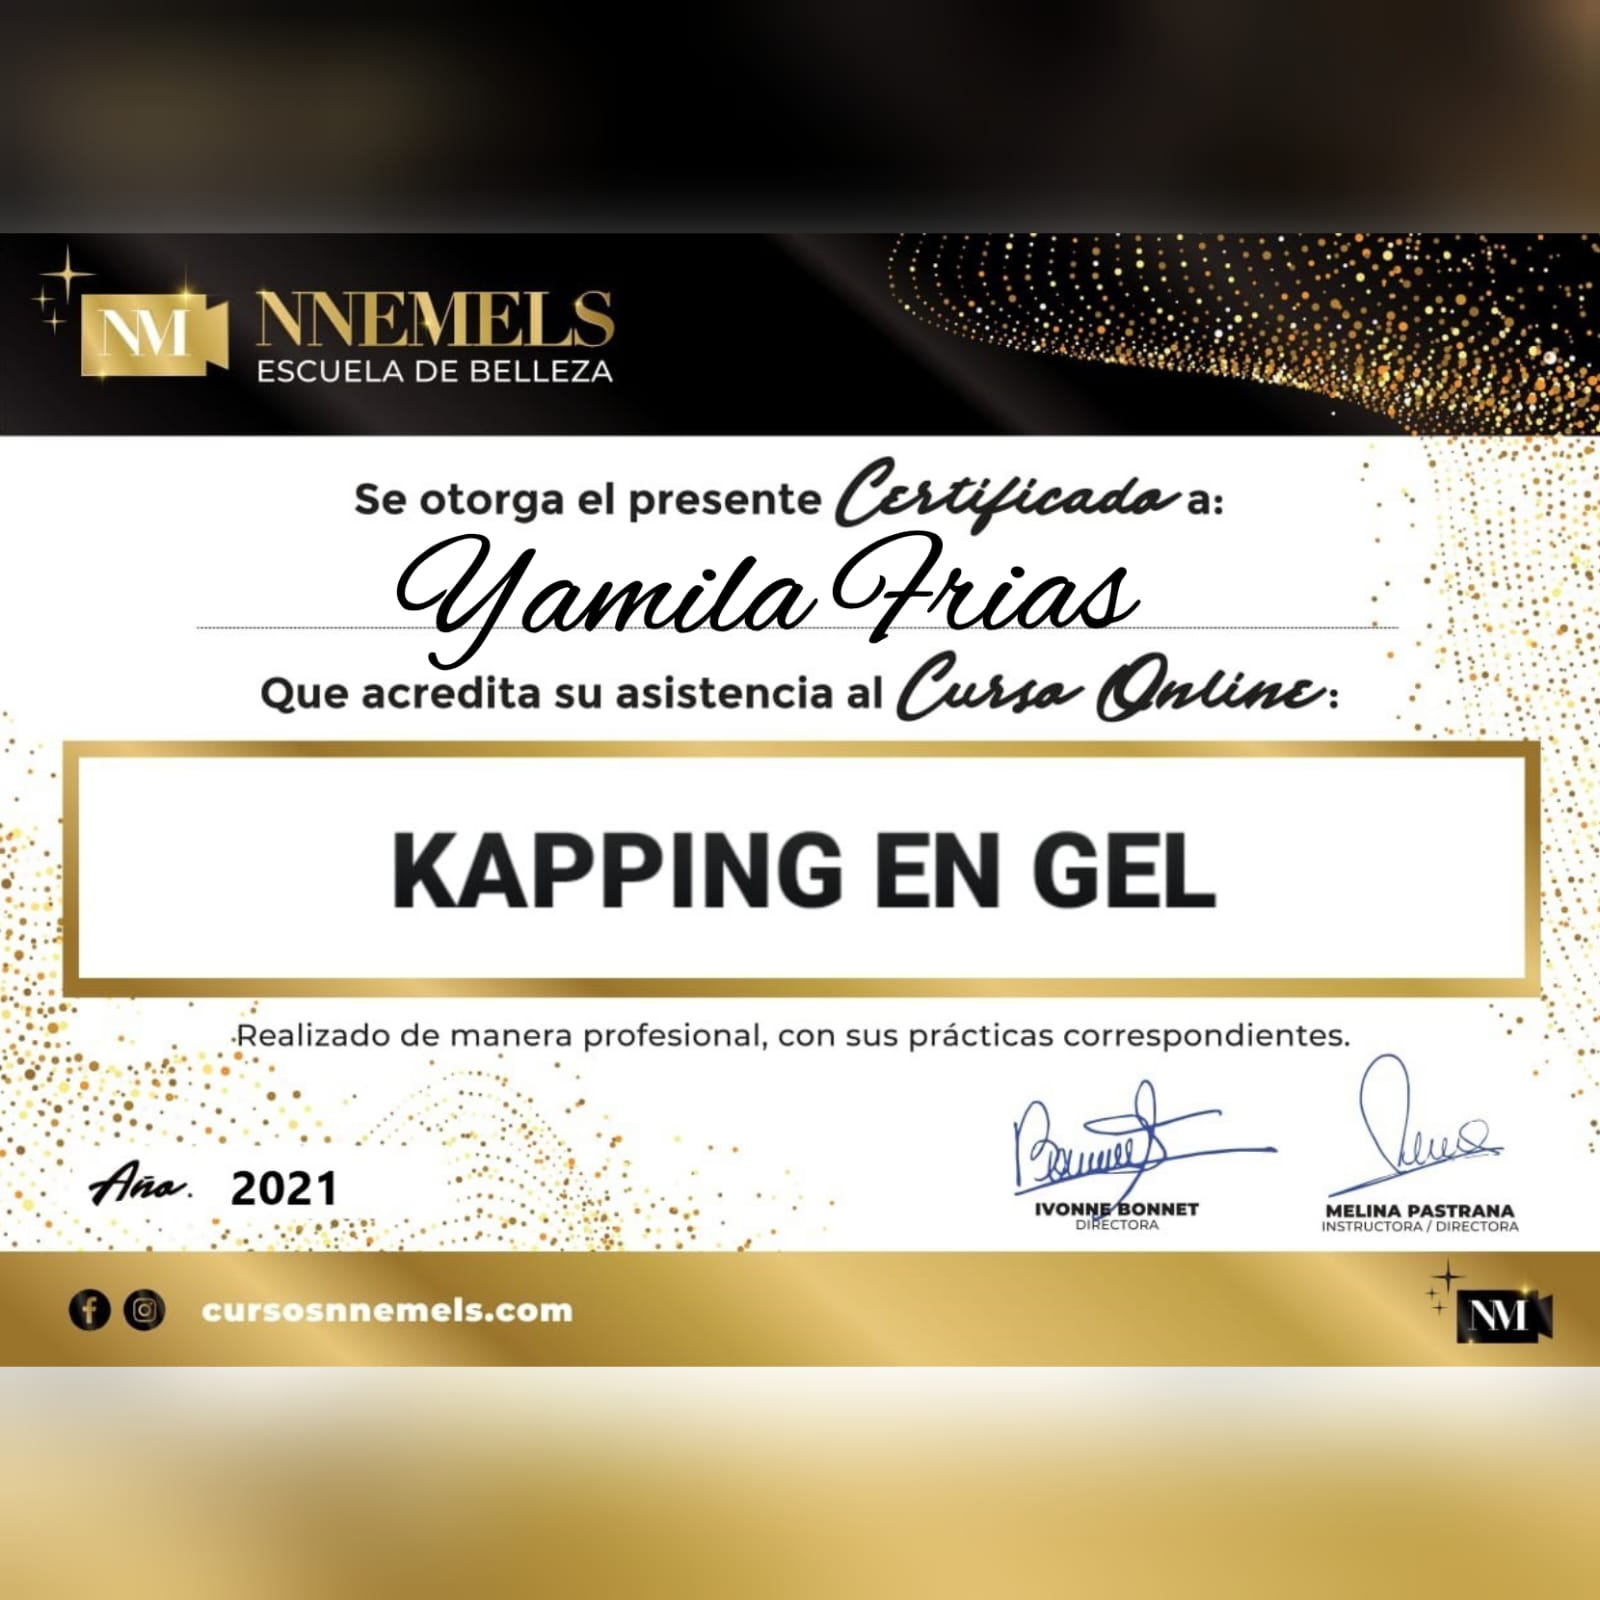 NM
NNEMELS
ESCUELA DE BELLEZA
Se otorga el presente Certificado a:
Yamila Frias
Que acredita su asistencia al Curso Online:
KAPPING EN GEL
Realizado de manera profesional, con sus prácticas correspondientes.
Año. 2021
IVONNE BONNET
DIRECTORA
MELINA PASTRANA
INSTRUCTORA / DIRECTORA
cursosnnemels.com
NM